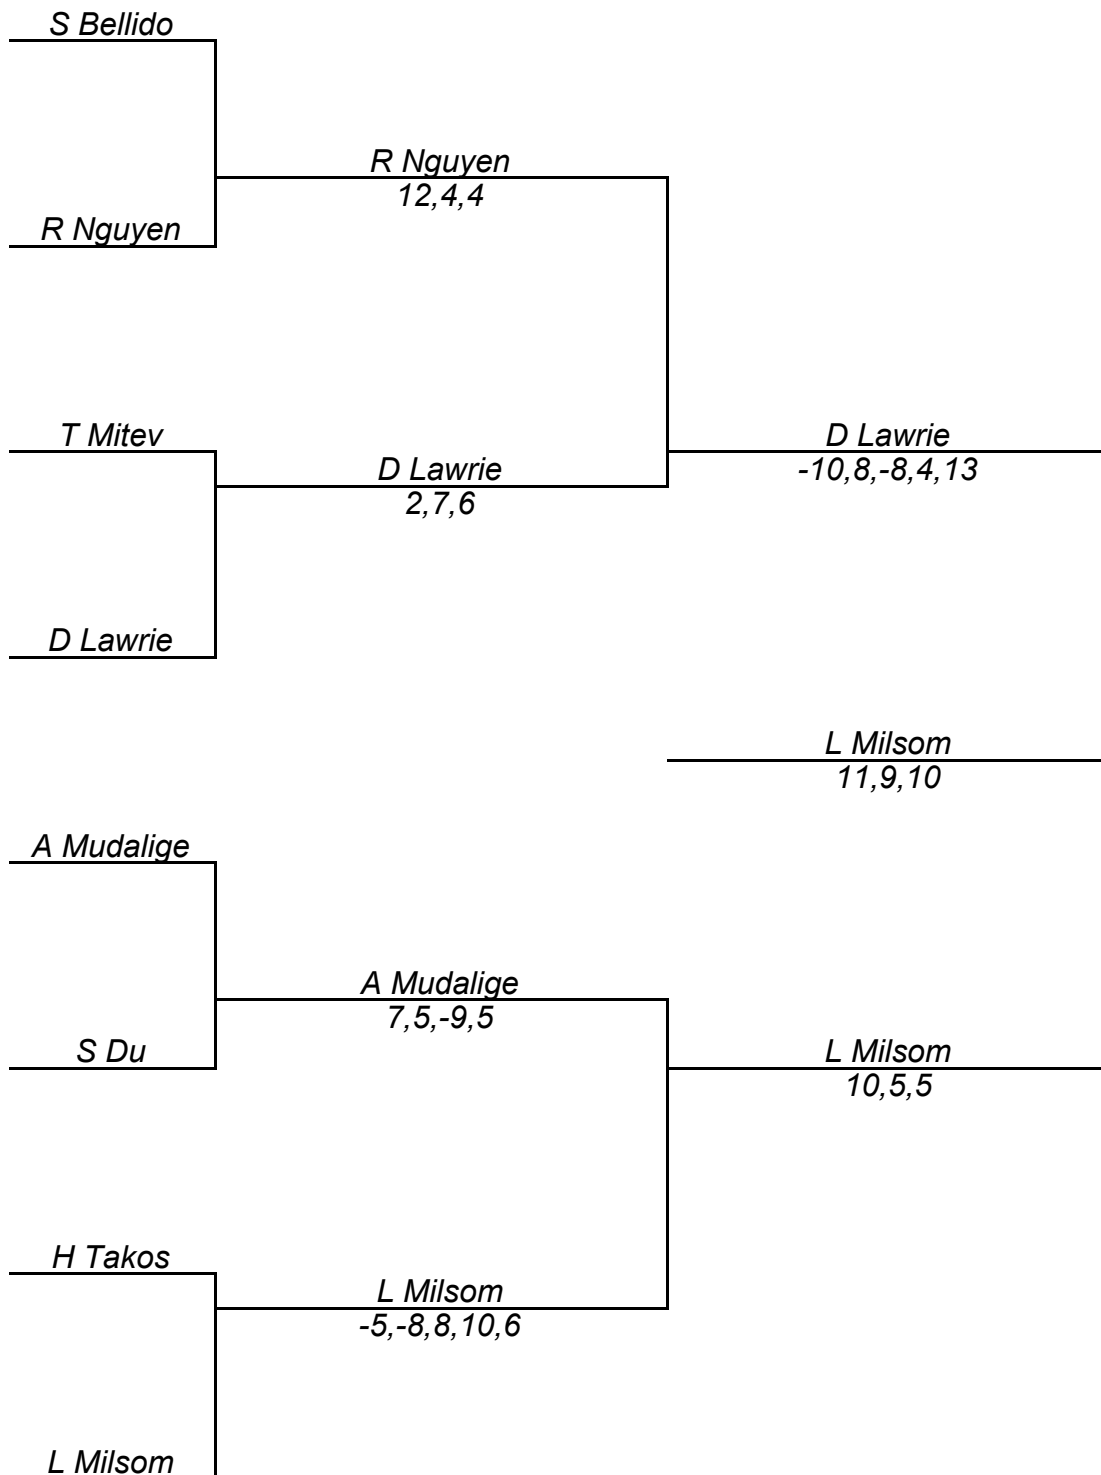 S Bellido
R Nguyen
12,4,4
R Nguyen
T Mitev
D Lawrie
-10,8,-8,4,13
D Lawrie
2,7,6
D Lawrie
L Milsom
11,9,10
A Mudalige
A Mudalige
7,5,-9,5
S Du
L Milsom
10,5,5
H Takos
L Milsom
-5,-8,8,10,6
L Milsom